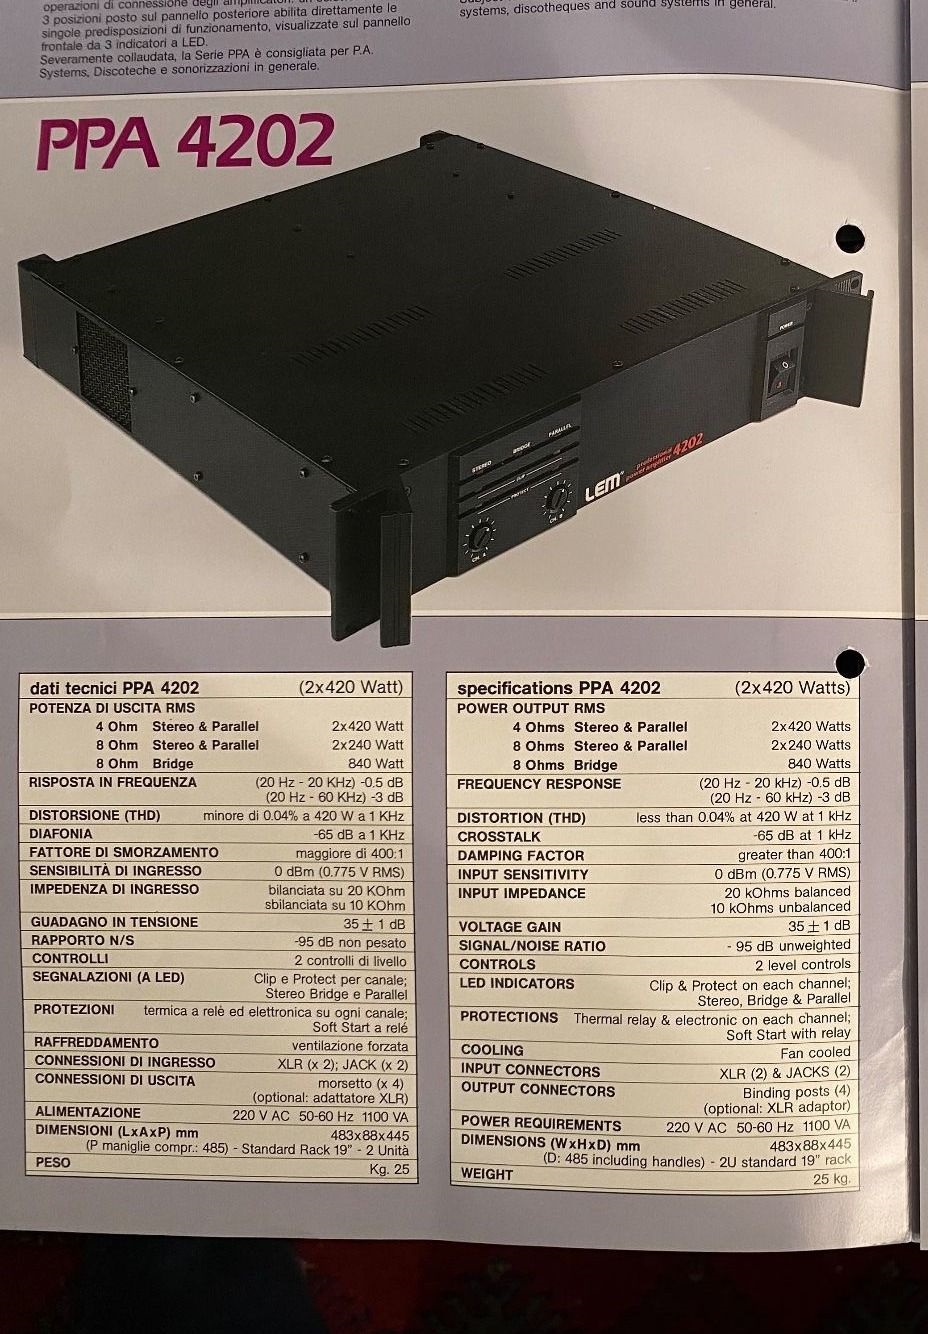 operazioni di connessione degli amplificatori: un
3 posizioni posto sul pannello posteriore abilita direttamente le
singole predisposizioni di funzionamento, visualizzate sul pannello
frontale da 3 indicatori a LED.
Severamente collaudata, la Serie PPA è consigliata per P.A.
Systems, Discoteche e sonorizzazioni in generale.
systems, discotheques and sound systems in general.
PPA 4202
POWER
O
STEREO BRIDGE PARALLEL
CLIP
PROTECT
CH. A CH. B
LEM professional power amplifier 4202
dati tecnici PPA 4202 (2x420 Watt)
POTENZA DI USCITA RMS
4 Ohm Stereo & Parallel 2x420 Watt
8 Ohm Stereo & Parallel 2x240 Watt
8 Ohm Bridge 840 Watt
RISPOSTA IN FREQUENZA (20 Hz - 20 KHz) -0.5 dB
(20 Hz - 60 KHz) -3 dB
DISTORSIONE (THD) minore di 0.04% a 420 W a 1 KHz
DIAFONIA -65 dB a 1 KHz
FATTORE DI SMORZAMENTO maggiore di 400:1
SENSIBILITÀ DI INGRESSO 0 dBm (0.775 V RMS)
IMPEDENZA DI INGRESSO bilanciata su 20 KOhm
sbilanciata su 10 KOhm
GUADAGNO IN TENSIONE 35 ± 1 dB
RAPPORTO N/S -95 dB non pesato
CONTROLLI 2 controlli di livello
SEGNALAZIONI (A LED) Clip e Protect per canale;
Stereo Bridge e Parallel
PROTEZIONI termica a relè ed elettronica su ogni canale;
Soft Start a relé
RAFFREDDAMENTO ventilazione forzata
CONNESSIONI DI INGRESSO XLR (x 2); JACK (x 2)
CONNESSIONI DI USCITA morsetto (x 4)
(optional: adattatore XLR)
ALIMENTAZIONE 220 V AC 50-60 Hz 1100 VA
DIMENSIONI (LxAxP) mm 483x88x445
(P maniglie compr.: 485) - Standard Rack 19" - 2 Unità
PESO Kg. 25
specifications PPA 4202 (2x420 Watts)
POWER OUTPUT RMS
4 Ohms Stereo & Parallel 2x420 Watts
8 Ohms Stereo & Parallel 2x240 Watts
8 Ohms Bridge 840 Watts
FREQUENCY RESPONSE (20 Hz - 20 kHz) -0.5 dB
(20 Hz - 60 kHz) -3 dB
DISTORTION (THD) less than 0.04% at 420 W at 1 kHz
CROSSTALK -65 dB at 1 kHz
DAMPING FACTOR greater than 400:1
INPUT SENSITIVITY 0 dBm (0.775 V RMS)
INPUT IMPEDANCE 20 kOhms balanced
10 kOhms unbalanced
VOLTAGE GAIN 35 ± 1 dB
SIGNAL/NOISE RATIO - 95 dB unweighted
CONTROLS 2 level controls
LED INDICATORS Clip & Protect on each channel;
Stereo, Bridge & Parallel
PROTECTIONS Thermal relay & electronic on each channel;
Soft Start with relay
COOLING Fan cooled
INPUT CONNECTORS XLR (2) & JACKS (2)
OUTPUT CONNECTORS Binding posts (4)
(optional: XLR adaptor)
POWER REQUIREMENTS 220 V AC 50-60 Hz 1100 VA
DIMENSIONS (WxHxD) mm 483x88x445
(D: 485 including handles) - 2U standard 19" rack
WEIGHT 25 kg.